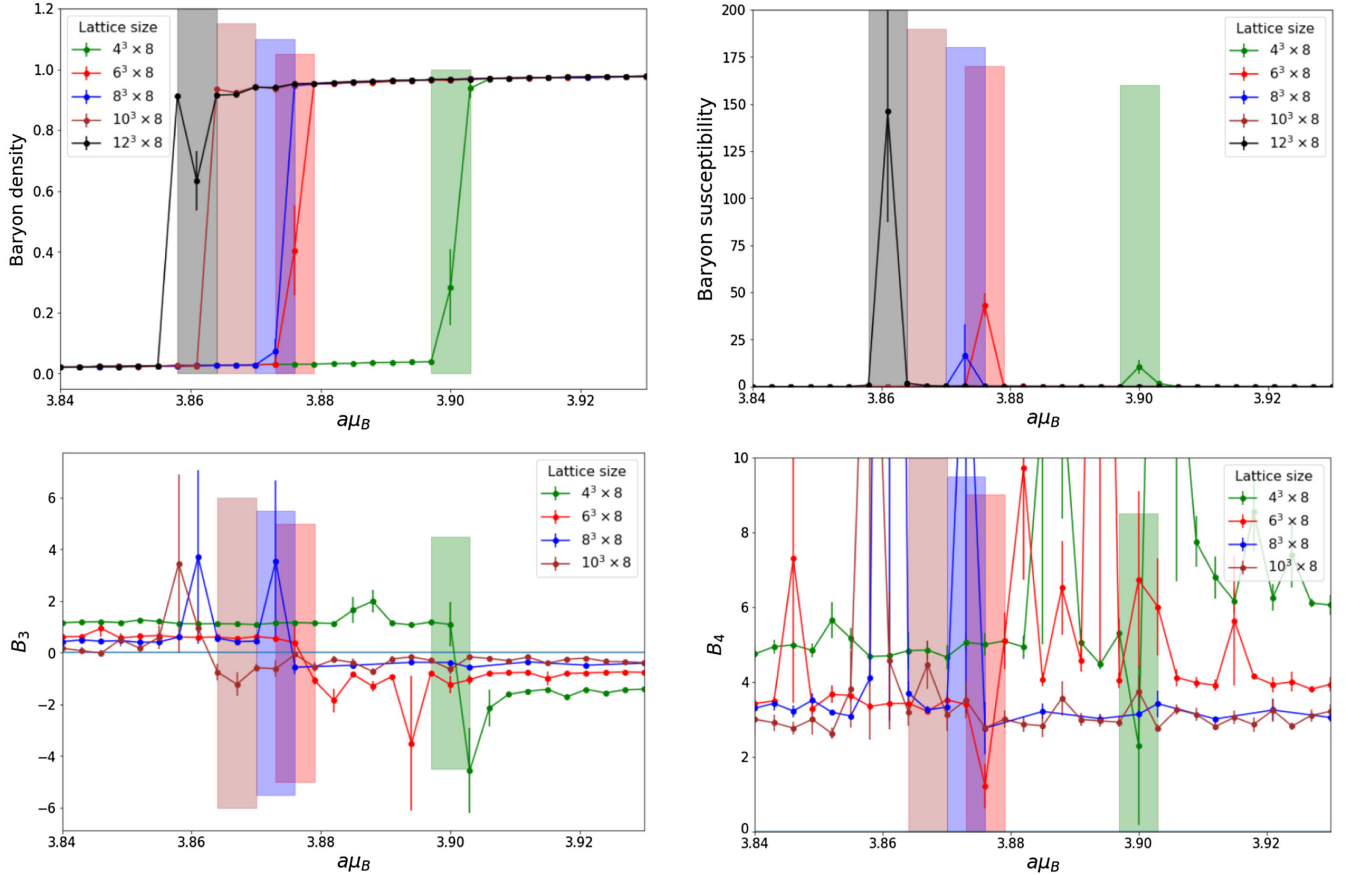 Baryon density
1.2
1.0
0.8
0.6
0.4
0.2
0.0
Lattice size
4³ × 8
6³ × 8
8³ × 8
10³ × 8
12³ × 8
3.84 3.86 3.88 3.90 3.92
aμ_B
Baryon susceptibility
200
175
150
125
100
75
50
25
0
Lattice size
4³ × 8
6³ × 8
8³ × 8
10³ × 8
12³ × 8
3.84 3.86 3.88 3.90 3.92
aμ_B
B₃
6
4
2
0
−2
−4
−6
Lattice size
4³ × 8
6³ × 8
8³ × 8
10³ × 8
3.84 3.86 3.88 3.90 3.92
aμ_B
B₄
10
8
6
4
2
0
Lattice size
4³ × 8
6³ × 8
8³ × 8
10³ × 8
3.84 3.86 3.88 3.90 3.92
aμ_B